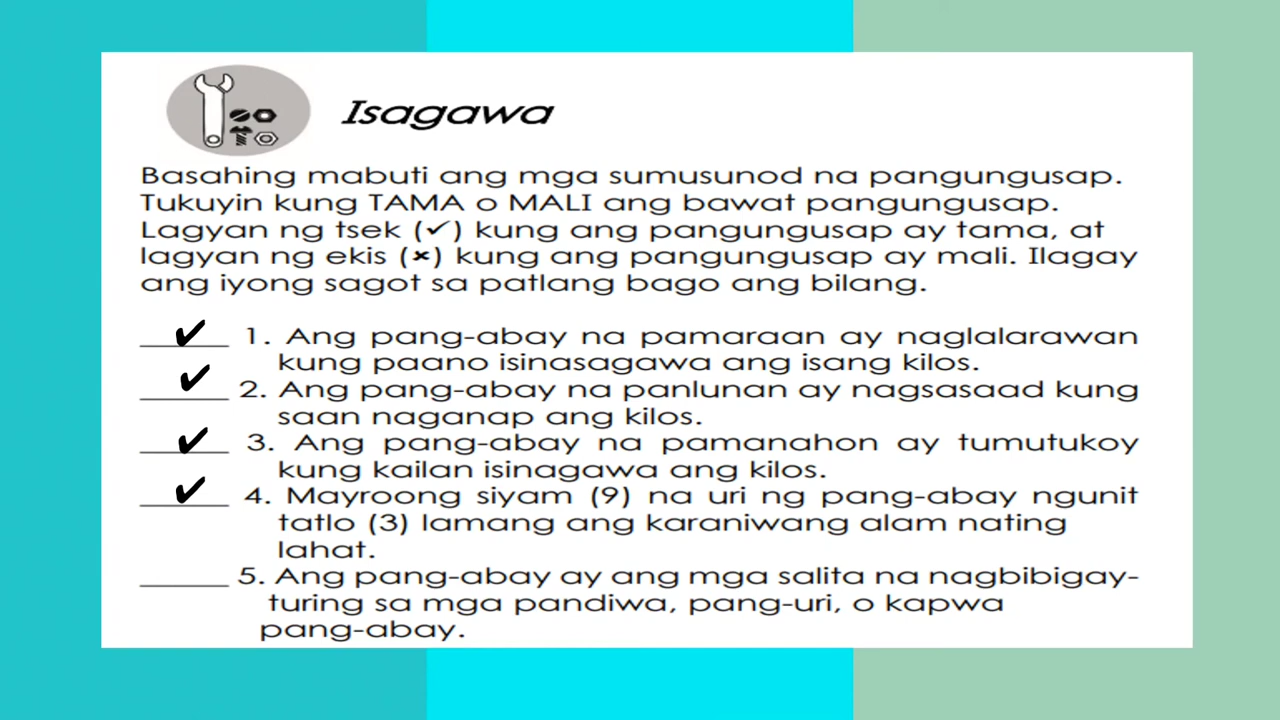 Isagawa
Basahing mabuti ang mga sumusunod na pangungusap.
Tukuyin kung TAMA o MALI ang bawat pangungusap.
Lagyan ng tsek (✓) kung ang pangungusap ay tama, at
lagyan ng ekis (×) kung ang pangungusap ay mali. Ilagay
ang iyong sagot sa patlang bago ang bilang.
✔ 1. Ang pang-abay na pamaraan ay naglalarawan
kung paano isinasagawa ang isang kilos.
✔ 2. Ang pang-abay na panlunan ay nagsasaad kung
saan naganap ang kilos.
✔ 3. Ang pang-abay na pamanahon ay tumutukoy
kung kailan isinagawa ang kilos.
✔ 4. Mayroong siyam (9) na uri ng pang-abay ngunit
tatlo (3) lamang ang karaniwang alam nating
lahat.
______ 5. Ang pang-abay ay ang mga salita na nagbibigay-
turing sa mga pandiwa, pang-uri, o kapwa
pang-abay.